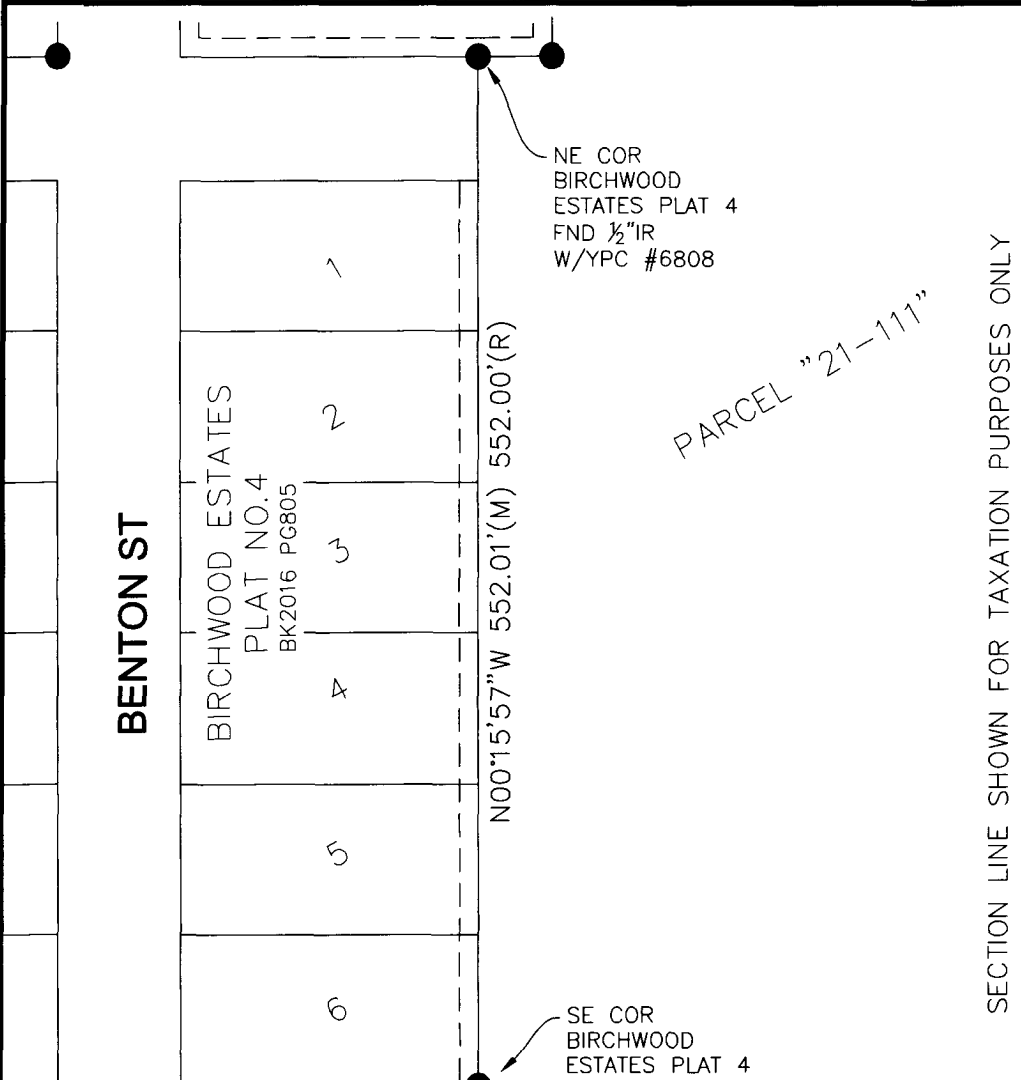 NE COR
BIRCHWOOD
ESTATES PLAT 4
FND ½"IR
W/YPC #6808
1
2
3
4
5
6
BENTON ST
BIRCHWOOD ESTATES
PLAT NO.4
BK2016 PG805
N00°15'57"W 552.01'(M) 552.00'(R)
PARCEL "21-111"
SECTION LINE SHOWN FOR TAXATION PURPOSES ONLY
SE COR
BIRCHWOOD
ESTATES PLAT 4